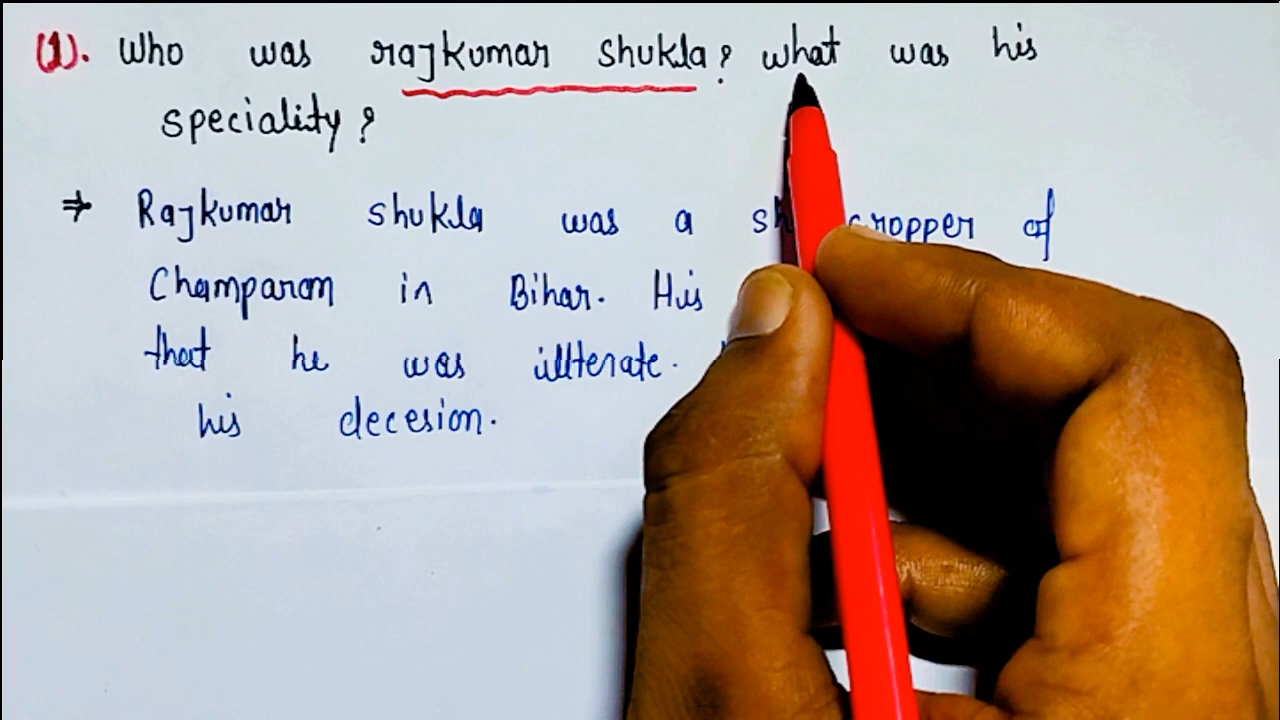 (1). Who was rajkumar shukla? what was his
speciality?
⇒ Rajkumar shukla was a cropper of
Champaran in Bihar. His
that he was illterate.
his decesion.